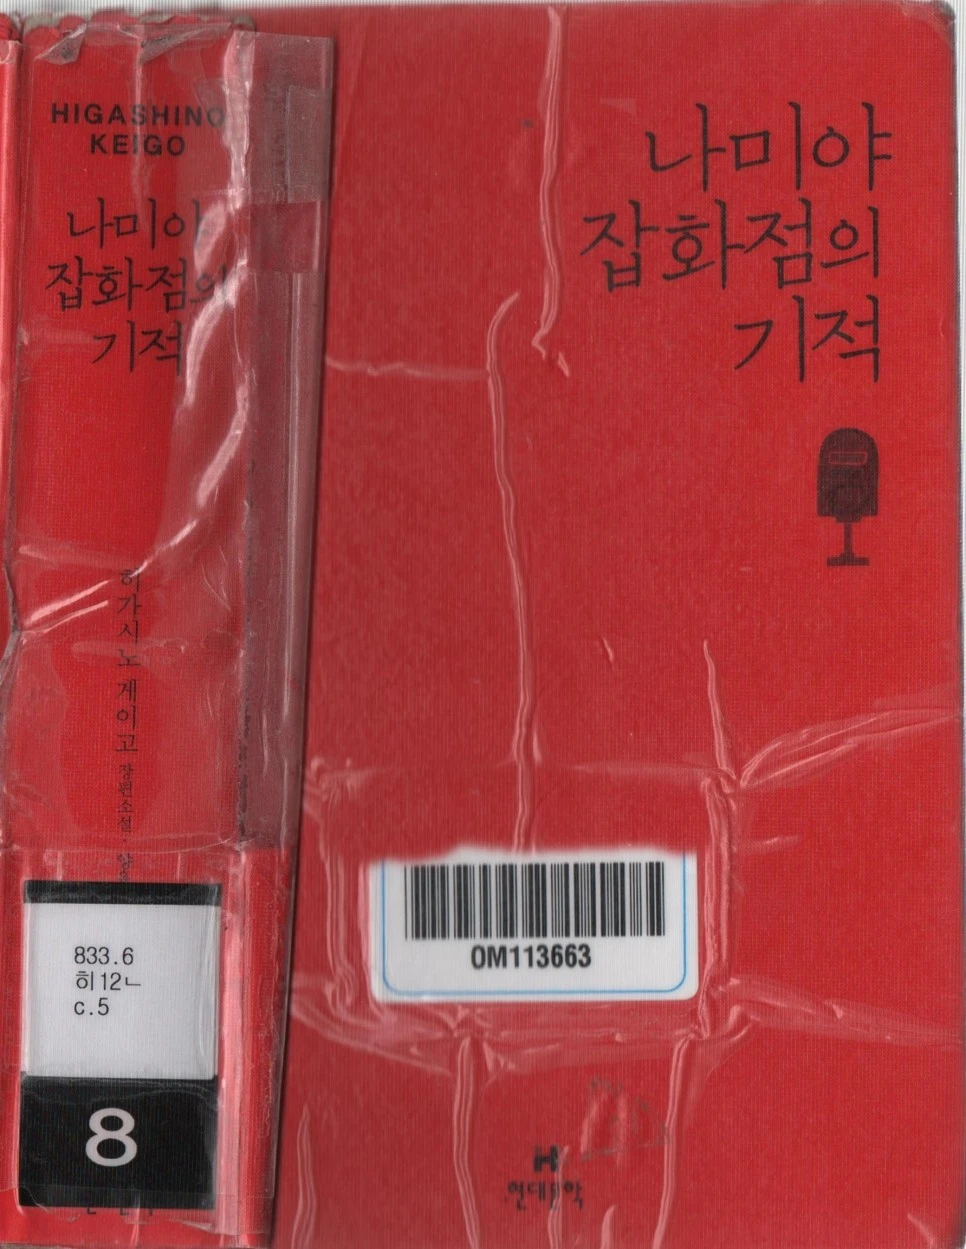 HIGASHINO
KEIGO
나미야
잡화점의
기적
히가시노 게이고 장편소설
833.6
히12ㄴ
c.5
8
나미야
잡화점의
기적
OM113663
H
현대문학